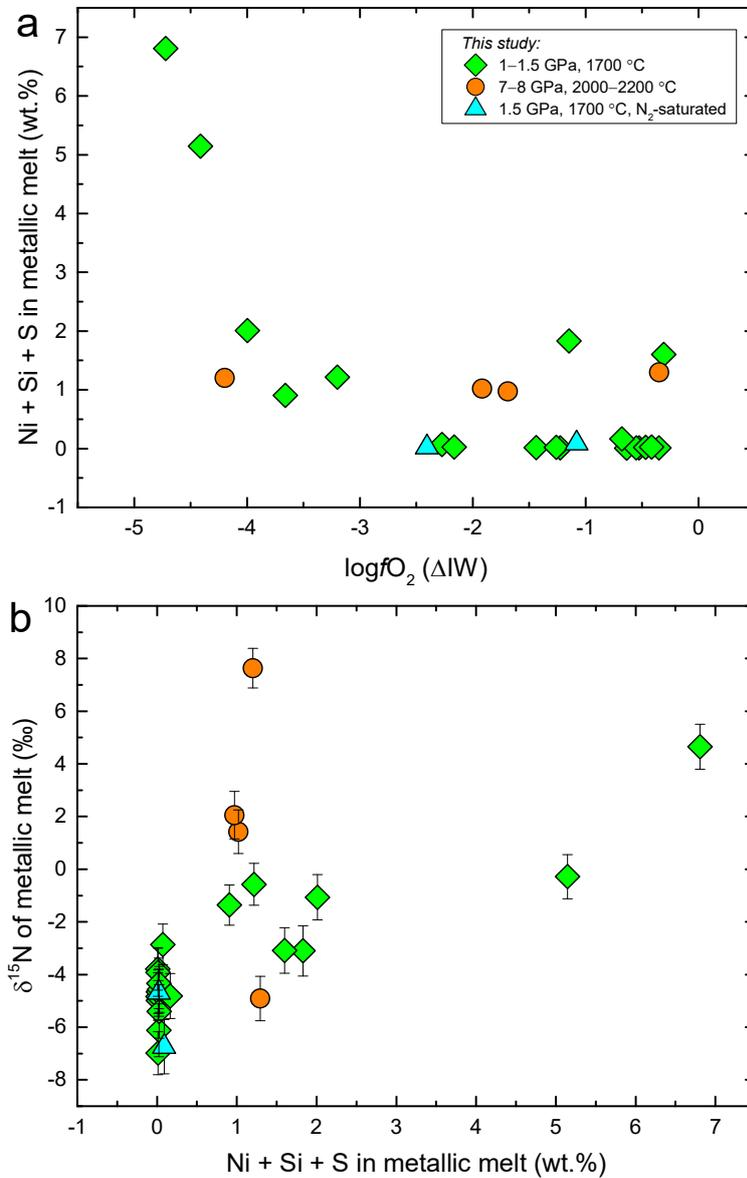 a
This study:
1–1.5 GPa, 1700 °C
7–8 GPa, 2000–2200 °C
1.5 GPa, 1700 °C, N₂-saturated
Ni + Si + S in metallic melt (wt.%)
7
6
5
4
3
2
1
0
-1
-5 -4 -3 -2 -1 0
logfO₂ (ΔIW)
b
δ¹⁵N of metallic melt (‰)
10
8
6
4
2
0
-2
-4
-6
-8
-1 0 1 2 3 4 5 6 7
Ni + Si + S in metallic melt (wt.%)